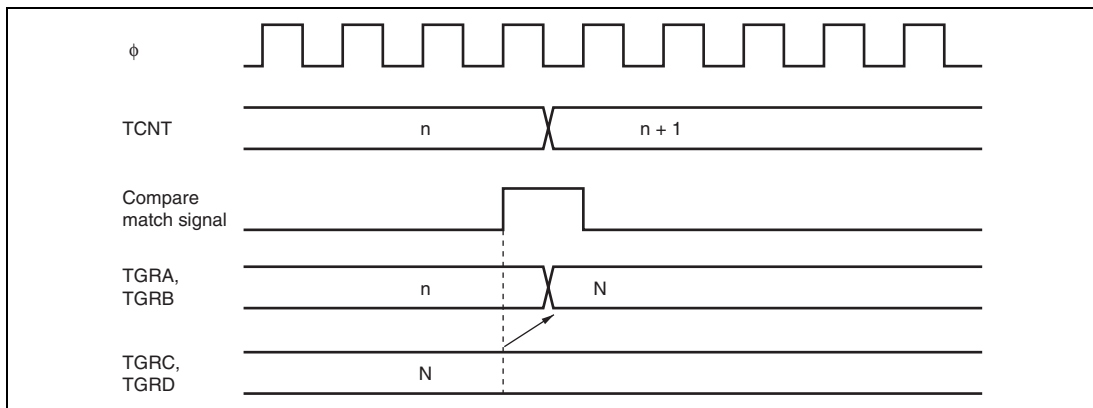 ϕ
TCNT
n
n + 1
Compare
match signal
TGRA,
TGRB
n
N
TGRC,
TGRD
N